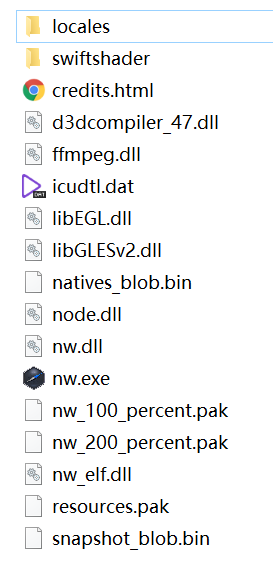 locales
swiftshader
credits.html
d3dcompiler_47.dll
ffmpeg.dll
icudtl.dat
libEGL.dll
libGLESv2.dll
natives_blob.bin
node.dll
nw.dll
nw.exe
nw_100_percent.pak
nw_200_percent.pak
nw_elf.dll
resources.pak
snapshot_blob.bin